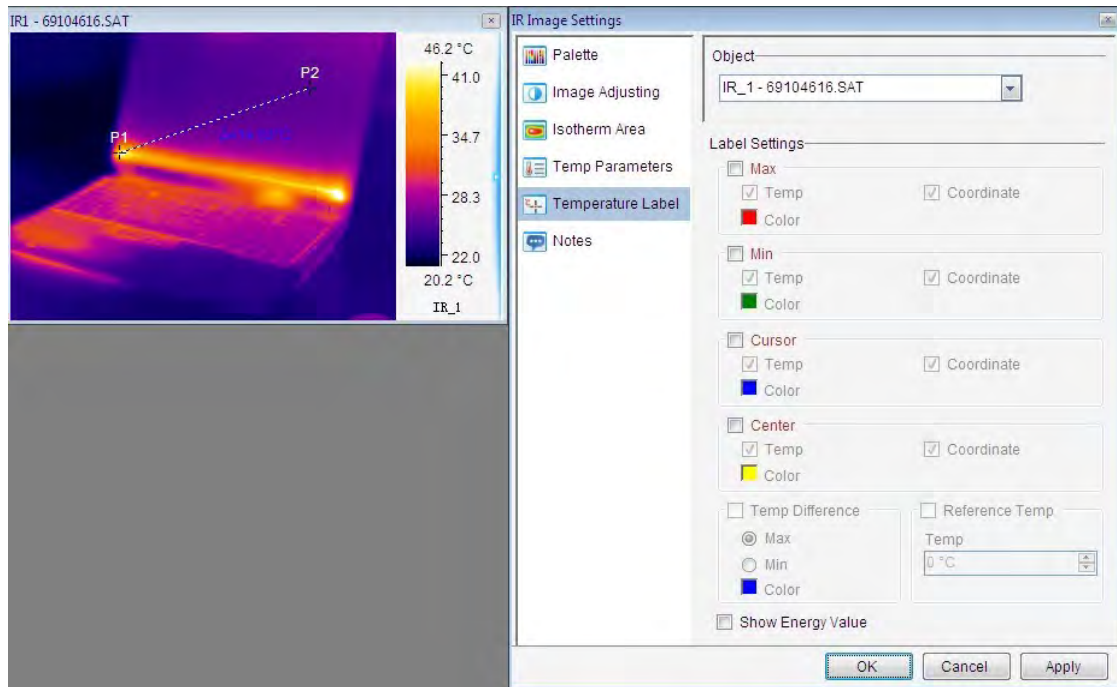 IR1 - 69104616.SAT
46.2 °C
41.0
34.7
28.3
22.0
20.2 °C
IR_1
P1
P2
IR Image Settings
Palette
Image Adjusting
Isotherm Area
Temp Parameters
Temperature Label
Notes
Object
IR_1 - 69104616.SAT
Label Settings
Max
Temp Coordinate
Color
Min
Temp Coordinate
Color
Cursor
Temp Coordinate
Color
Center
Temp Coordinate
Color
Temp Difference
Max
Min
Color
Reference Temp
Temp
0 °C
Show Energy Value
OK Cancel Apply